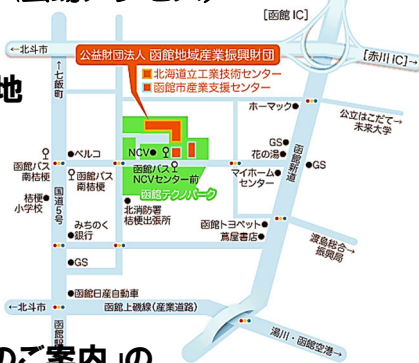 [函館IC]
←北斗市
[赤川IC]→
公益財団法人 函館地域産業振興財団
北海道立工業技術センター
函館市産業支援センター
↑七飯町
地
ホーマック
公立はこだて→
未来大学
NCV
GS
花の湯
函館新道
GS
ベルコ
函館バス
南桔梗
函館バス
南桔梗
函館バス
NCVセンター前
マイホーム
センター
函館テクノパーク
桔梗
小学校
国道5号
北消防署
桔梗出張所
みちのく
銀行
函館トヨペット
蔦屋書店
渡島総合→
振興局
GS
函館日産自動車
←北斗市
函館上磯線(産業道路)
函館駅
湯川・函館空港→
のご案内」の